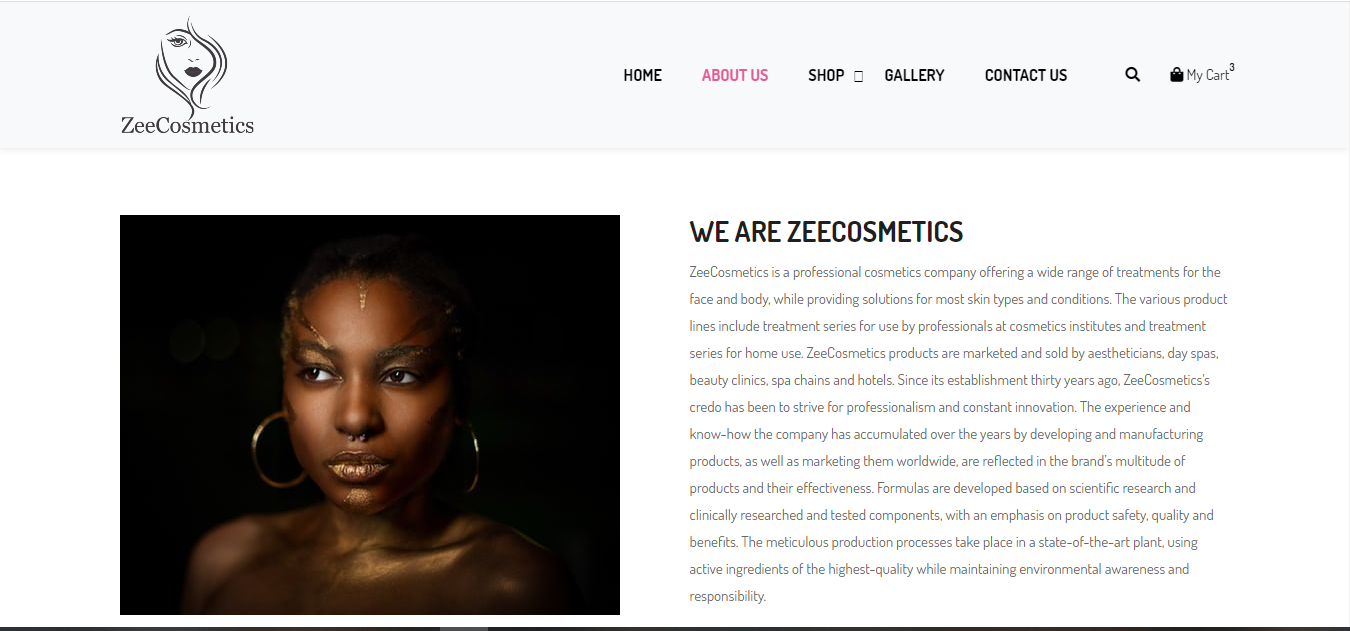 ZeeCosmetics
HOME ABOUT US SHOP GALLERY CONTACT US My Cart 3
WE ARE ZEECOSMETICS
ZeeCosmetics is a professional cosmetics company offering a wide range of treatments for the
face and body, while providing solutions for most skin types and conditions. The various product
lines include treatment series for use by professionals at cosmetics institutes and treatment
series for home use. ZeeCosmetics products are marketed and sold by aestheticians, day spas,
beauty clinics, spa chains and hotels. Since its establishment thirty years ago, ZeeCosmetics's
credo has been to strive for professionalism and constant innovation. The experience and
know-how the company has accumulated over the years by developing and manufacturing
products, as well as marketing them worldwide, are reflected in the brand's multitude of
products and their effectiveness. Formulas are developed based on scientific research and
clinically researched and tested components, with an emphasis on product safety, quality and
benefits. The meticulous production processes take place in a state-of-the-art plant, using
active ingredients of the highest-quality while maintaining environmental awareness and
responsibility.